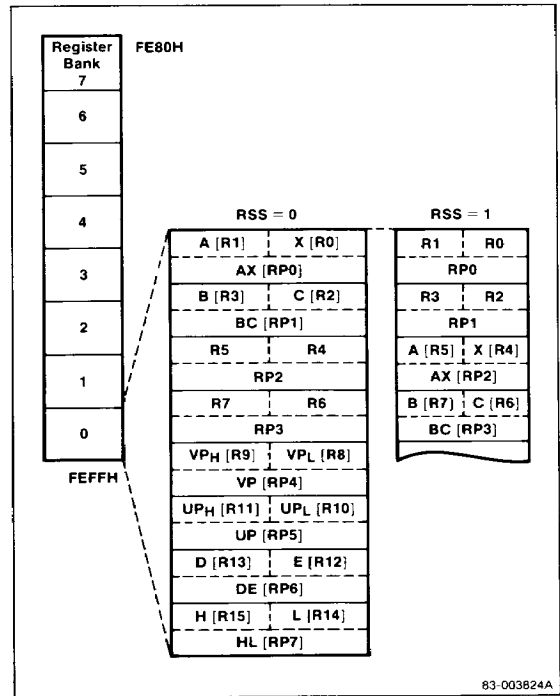 Register Bank 7
FE80H
6
5
4
3
2
1
0
FEFFH
RSS = 0
A [R1] X [R0]
AX [RP0]
B [R3] C [R2]
BC [RP1]
R5 R4
RP2
R7 R6
RP3
VPH [R9] VPL [R8]
VP [RP4]
UPH [R11] UPL [R10]
UP [RP5]
D [R13] E [R12]
DE [RP6]
H [R15] L [R14]
HL [RP7]
RSS = 1
R1 R0
RP0
R3 R2
RP1
A [R5] X [R4]
AX [RP2]
B [R7] C [R6]
BC [RP3]
83-003824A